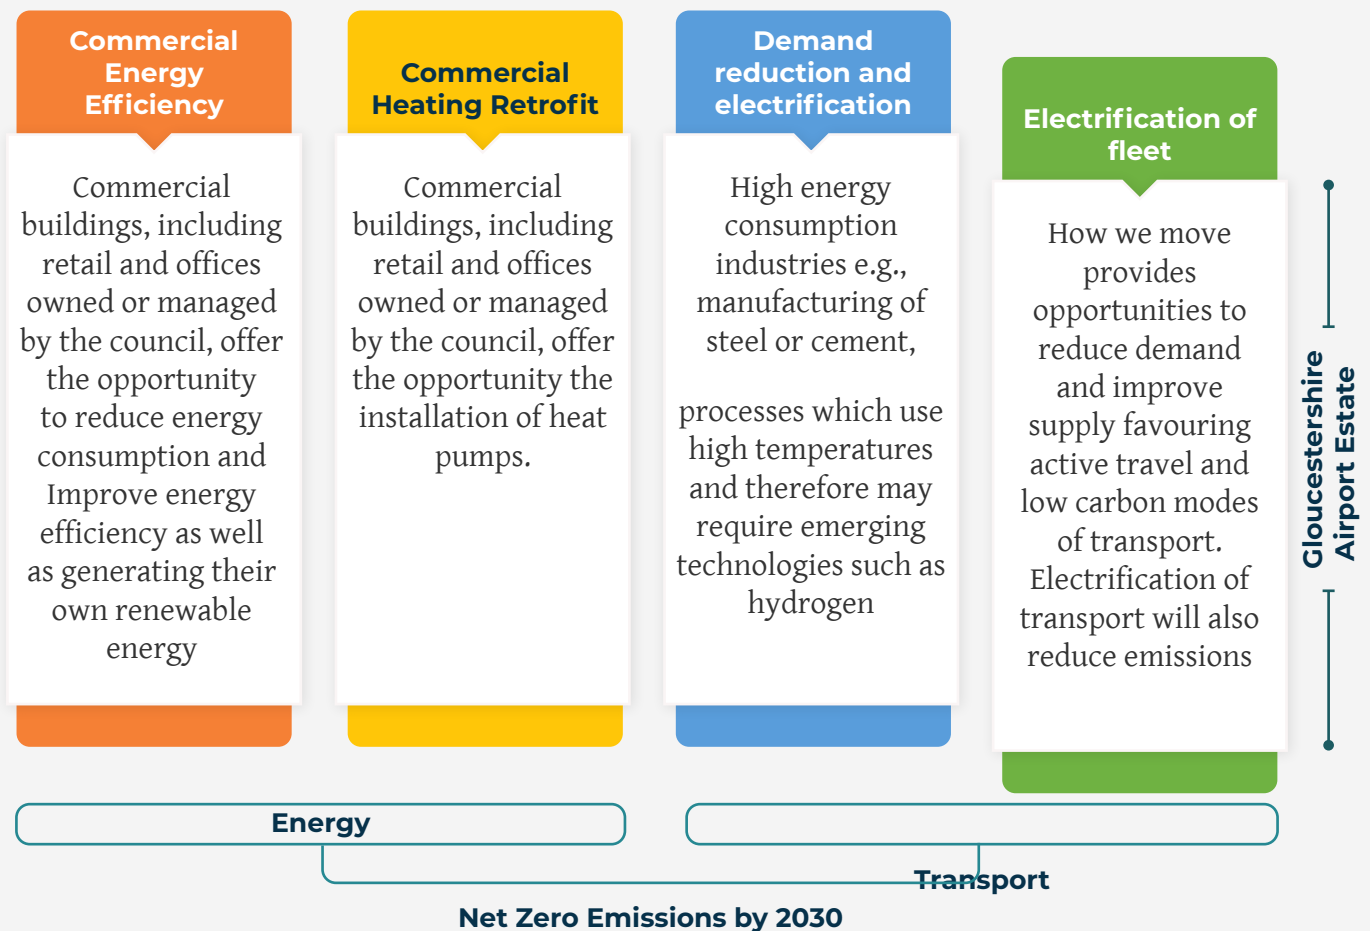 Commercial
Energy
Efficiency
Commercial
buildings, including
retail and offices
owned or managed
by the council, offer
the opportunity
to reduce energy
consumption and
Improve energy
efficiency as well
as generating their
own renewable
energy
Commercial
Heating Retrofit
Commercial
buildings, including
retail and offices
owned or managed
by the council, offer
the opportunity the
installation of heat
pumps.
Demand
reduction and
electrification
High energy
consumption
industries e.g.,
manufacturing of
steel or cement,
processes which use
high temperatures
and therefore may
require emerging
technologies such as
hydrogen
Electrification of
fleet
How we move
provides
opportunities to
reduce demand
and improve
supply favouring
active travel and
low carbon modes
of transport.
Electrification of
transport will also
reduce emissions
Gloucestershire
Airport Estate
Energy
Transport
Net Zero Emissions by 2030